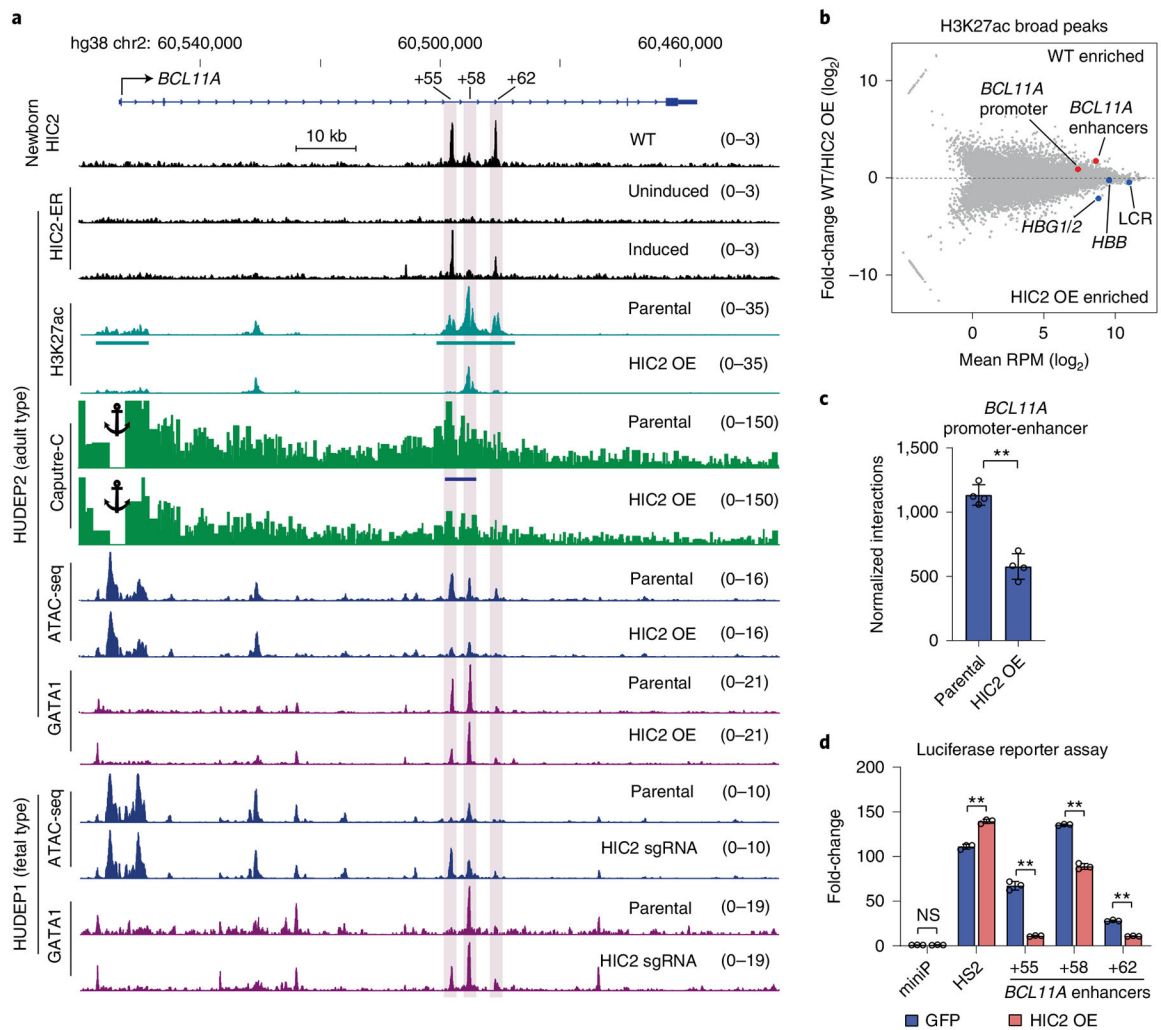 a
hg38 chr2: 60,540,000 60,500,000 60,460,000
BCL11A +55 +58 +62
Newborn
HIC2
10 kb WT (0–3)
HUDEP2 (adult type)
HIC2-ER
Uninduced (0–3)
Induced (0–3)
H3K27ac
Parental (0–35)
HIC2 OE (0–35)
Caputre-C
Parental (0–150)
HIC2 OE (0–150)
ATAC-seq
Parental (0–16)
HIC2 OE (0–16)
GATA1
Parental (0–21)
HIC2 OE (0–21)
HUDEP1 (fetal type)
ATAC-seq
Parental (0–10)
HIC2 sgRNA (0–10)
GATA1
Parental (0–19)
HIC2 sgRNA (0–19)
b
H3K27ac broad peaks
Fold-change WT/HIC2 OE (log2)
10
0
−10
WT enriched
BCL11A
promoter
BCL11A
enhancers
HBG1/2
HBB
LCR
HIC2 OE enriched
0 5 10
Mean RPM (log2)
c
BCL11A
promoter-enhancer
Normalized interactions
1,500
1,000
500
0
**
Parental
HIC2 OE
d
Luciferase reporter assay
Fold-change
200
150
100
50
0
NS
**
**
**
**
miniP
HS2
+55 +58 +62
BCL11A enhancers
GFP HIC2 OE